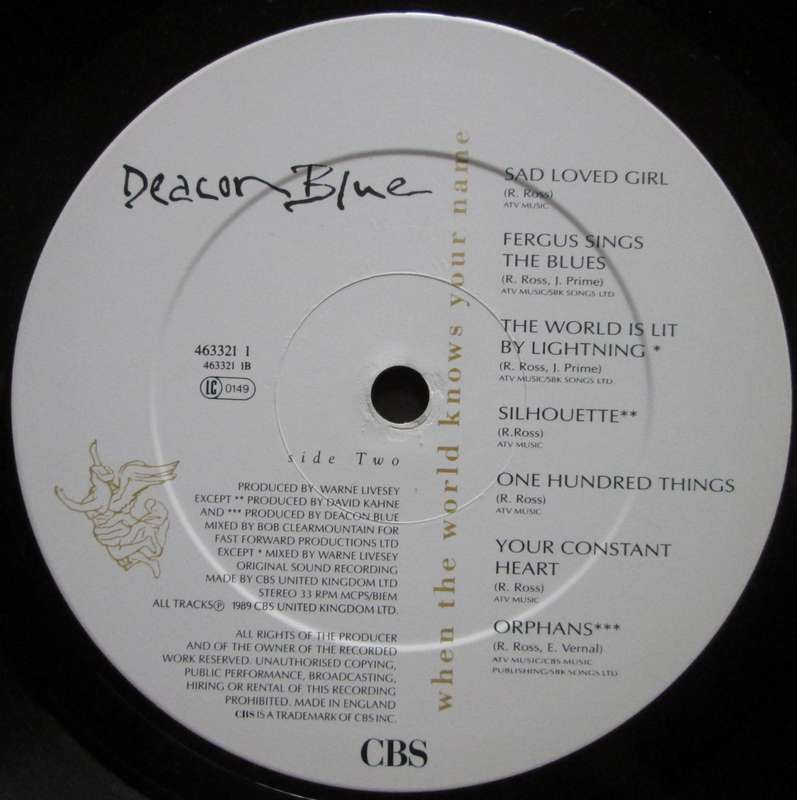 Deacon Blue
when the world knows your name
463321 1
463321 1B
LC 0149
side Two
PRODUCED BY WARNE LIVESEY
EXCEPT ** PRODUCED BY DAVID KAHNE
AND *** PRODUCED BY DEACON BLUE
MIXED BY BOB CLEARMOUNTAIN FOR
FAST FORWARD PRODUCTIONS LTD
EXCEPT * MIXED BY WARNE LIVESEY
ORIGINAL SOUND RECORDING
MADE BY CBS UNITED KINGDOM LTD
STEREO 33 RPM MCPS/BIEM
ALL TRACKS Ⓟ 1989 CBS UNITED KINGDOM LTD.
ALL RIGHTS OF THE PRODUCER
AND OF THE OWNER OF THE RECORDED
WORK RESERVED. UNAUTHORISED COPYING,
PUBLIC PERFORMANCE, BROADCASTING,
HIRING OR RENTAL OF THIS RECORDING
PROHIBITED. MADE IN ENGLAND
CBS IS A TRADEMARK OF CBS INC.
SAD LOVED GIRL
(R. Ross)
ATV MUSIC
FERGUS SINGS
THE BLUES
(R. Ross, J. Prime)
ATV MUSIC/SBK SONGS LTD
THE WORLD IS LIT
BY LIGHTNING *
(R. Ross, J. Prime)
ATV MUSIC/SBK SONGS LTD.
SILHOUETTE**
(R.Ross)
ATV MUSIC
ONE HUNDRED THINGS
(R. Ross)
ATV MUSIC
YOUR CONSTANT
HEART
(R. Ross)
ATV MUSIC
ORPHANS***
(R. Ross, E. Vernal)
ATV MUSIC/CBS MUSIC
PUBLISHING/SBK SONGS LTD
CBS